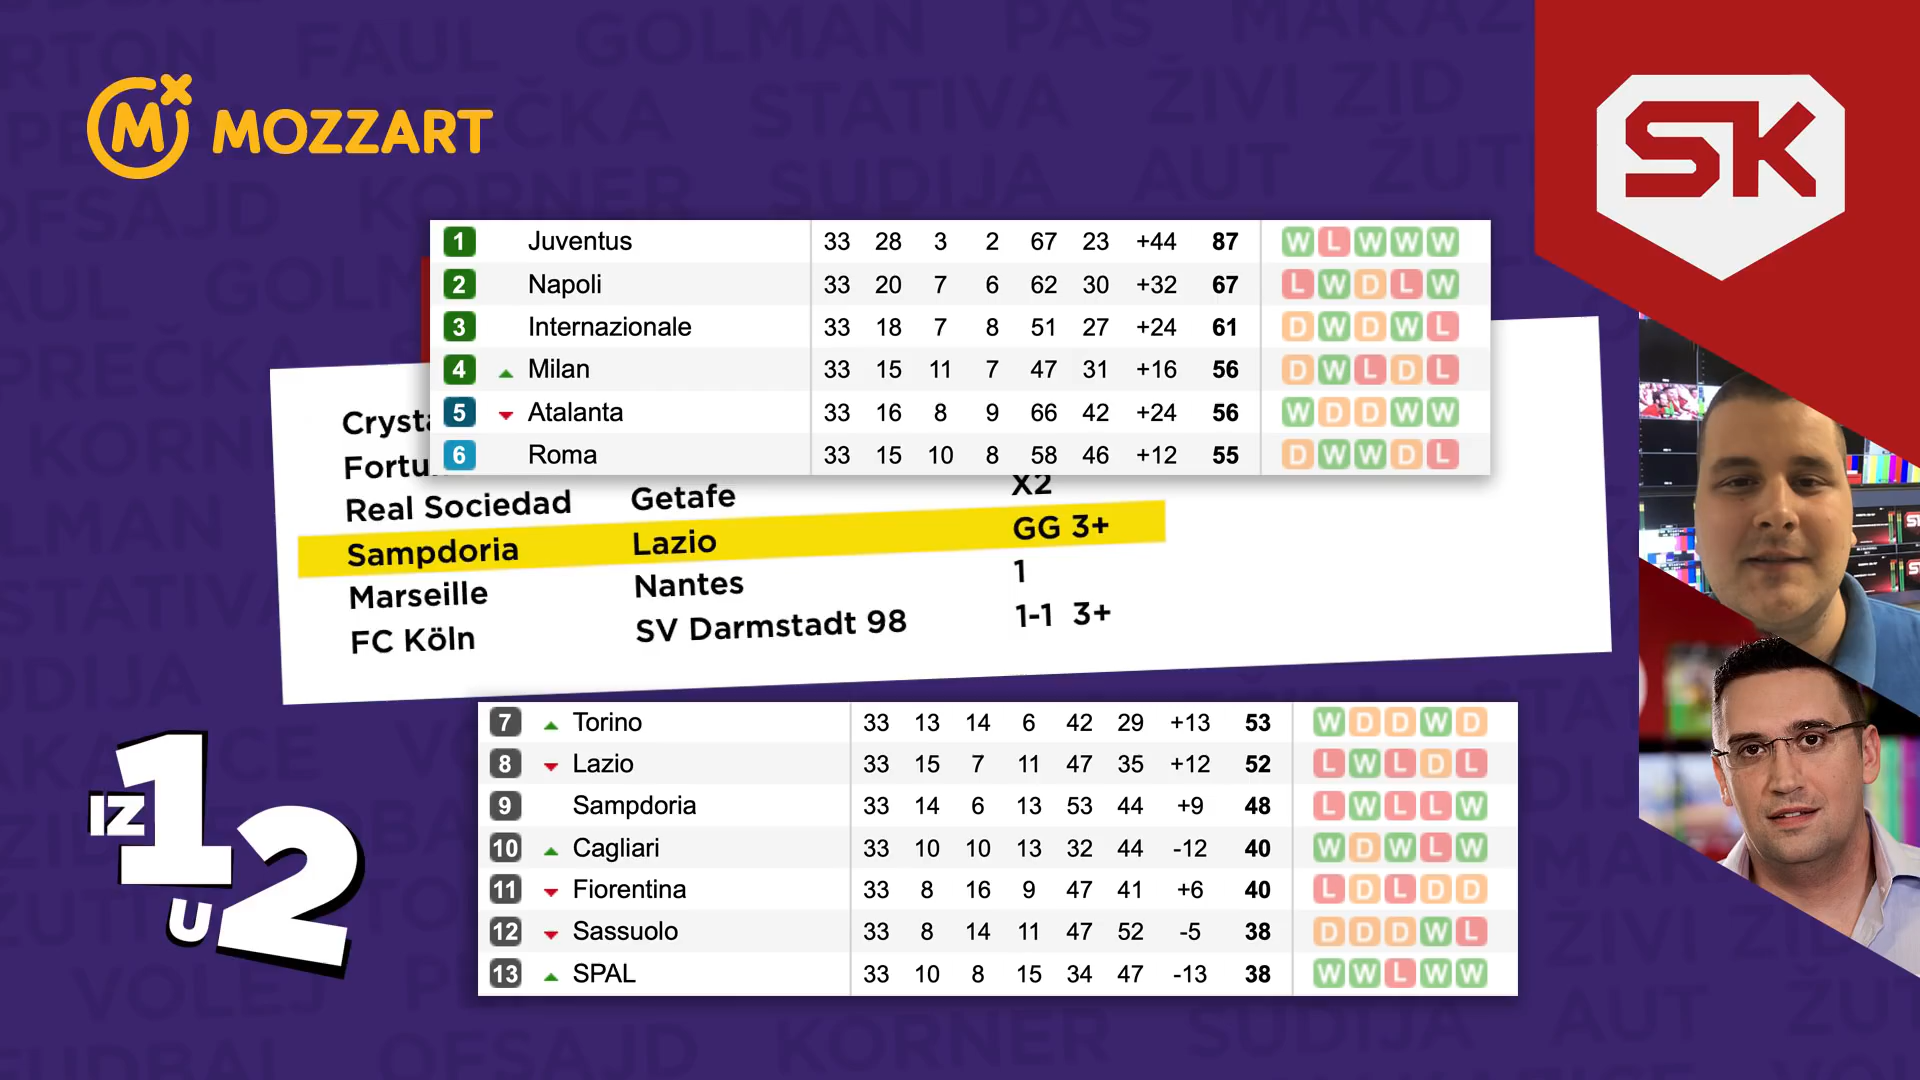 MOZZART
SK
1 Juventus 33 28 3 2 67 23 +44 87 W L W W W
2 Napoli 33 20 7 6 62 30 +32 67 L W D L W
3 Internazionale 33 18 7 8 51 27 +24 61 D W D W L
4 Milan 33 15 11 7 47 31 +16 56 D W L D L
5 Atalanta 33 16 8 9 66 42 +24 56 W D D W W
6 Roma 33 15 10 8 58 46 +12 55 D W W D L
Real Sociedad Getafe X2
Sampdoria Lazio GG 3+
Marseille Nantes 1
FC Köln SV Darmstadt 98 1-1 3+
7 Torino 33 13 14 6 42 29 +13 53 W D D W D
8 Lazio 33 15 7 11 47 35 +12 52 L W L D L
9 Sampdoria 33 14 6 13 53 44 +9 48 L W L L W
10 Cagliari 33 10 10 13 32 44 -12 40 W D W L W
11 Fiorentina 33 8 16 9 47 41 +6 40 L D L D D
12 Sassuolo 33 8 14 11 47 52 -5 38 D D D W L
13 SPAL 33 10 8 15 34 47 -13 38 W W L W W
IZ 1 U 2